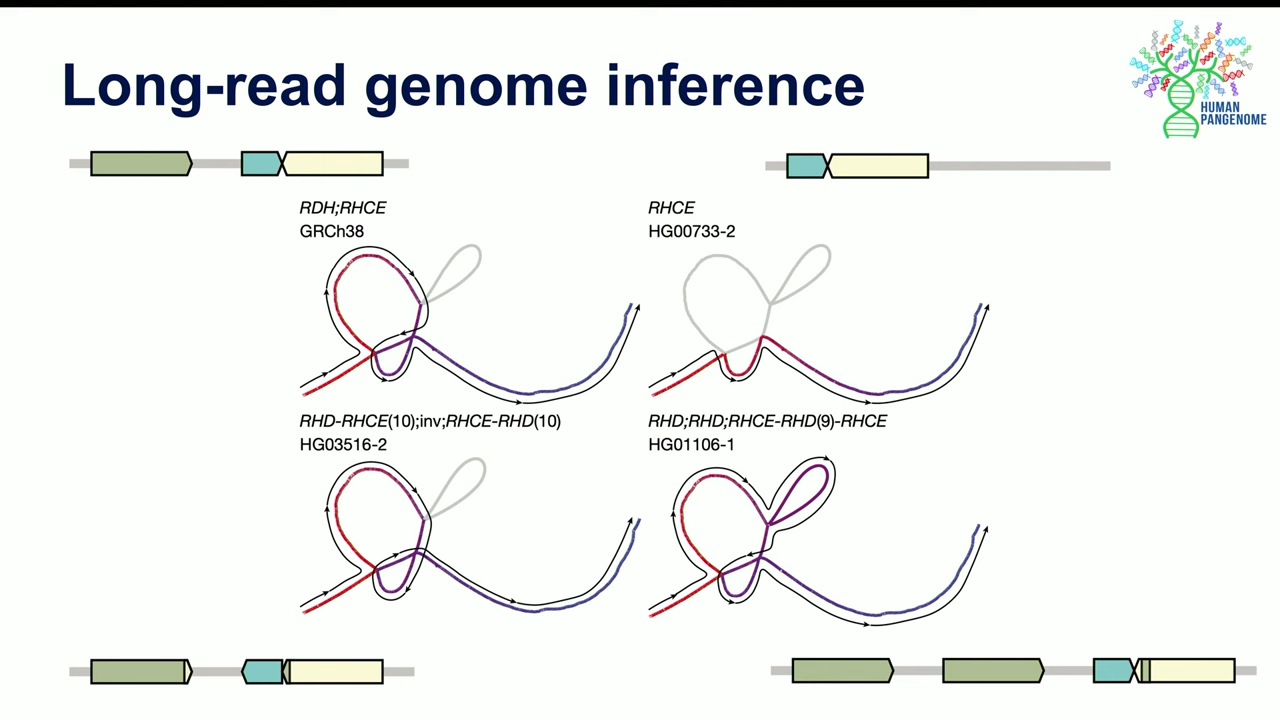 Long-read genome inference
HUMAN
PANGENOME
RDH;RHCE
GRCh38
RHCE
HG00733-2
RHD-RHCE(10);inv;RHCE-RHD(10)
HG03516-2
RHD;RHD;RHCE-RHD(9)-RHCE
HG01106-1